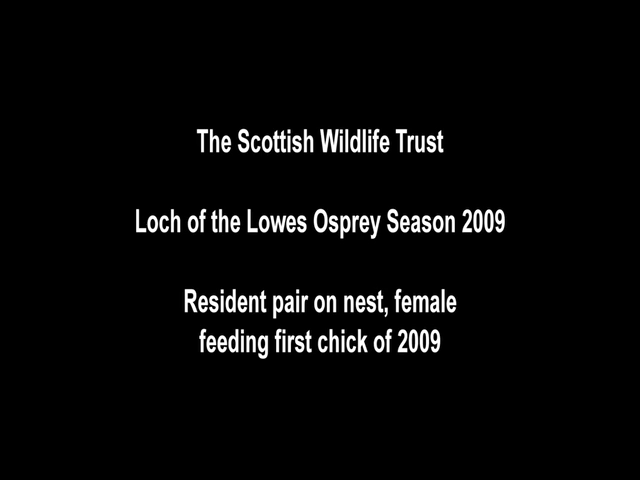 The Scottish Wildlife Trust
Loch of the Lowes Osprey Season 2009
Resident pair on nest, female
feeding first chick of 2009